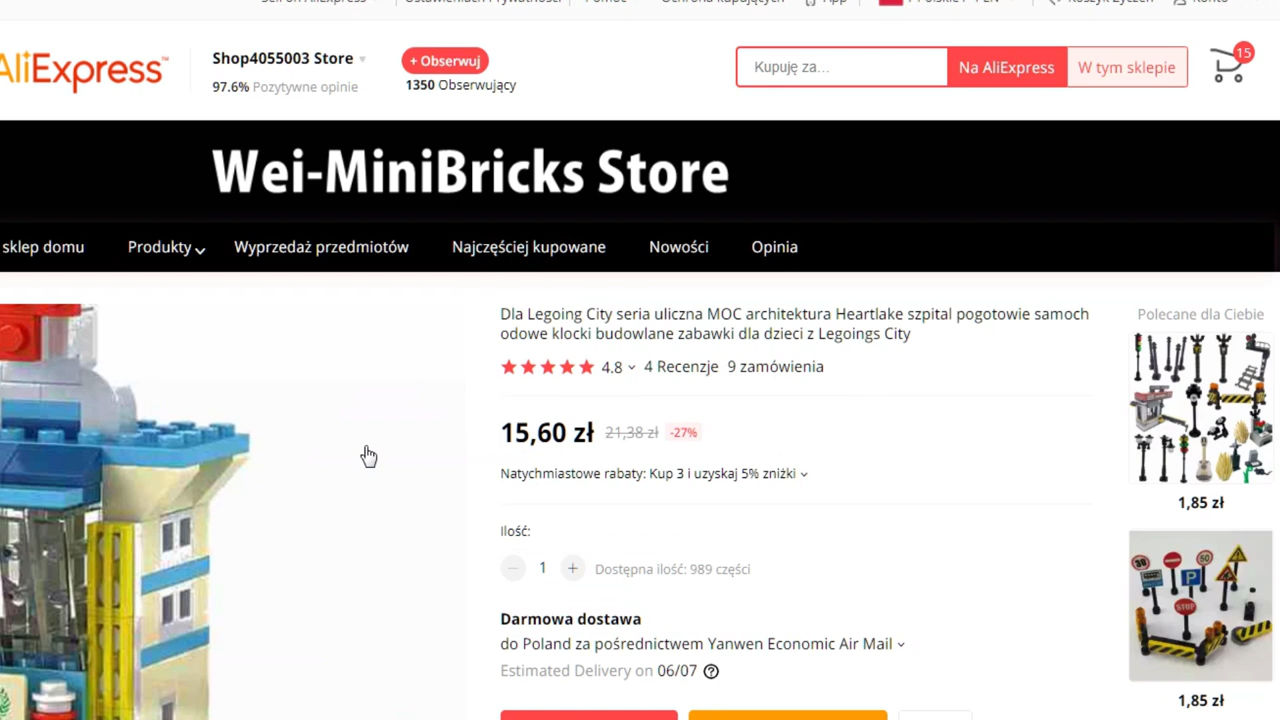 AliExpress™
Shop4055003 Store
97.6% Pozytywne opinie
+ Obserwuj
1350 Obserwujący
Kupuję za...
Na AliExpress
W tym sklepie
15
Wei-MiniBricks Store
sklep domu
Produkty
Wyprzedaż przedmiotów
Najczęściej kupowane
Nowości
Opinia
Dla Legoing City seria uliczna MOC architektura Heartlake szpital pogotowie samoch
odowe klocki budowlane zabawki dla dzieci z Legoings City
4.8 4 Recenzje 9 zamówienia
15,60 zł 21,38 zł -27%
Natychmiastowe rabaty: Kup 3 i uzyskaj 5% zniżki
Ilość:
1
Dostępna ilość: 989 części
Darmowa dostawa
do Poland za pośrednictwem Yanwen Economic Air Mail
Estimated Delivery on 06/07
Polecane dla Ciebie
1,85 zł
30
50
P
STOP
1,85 zł